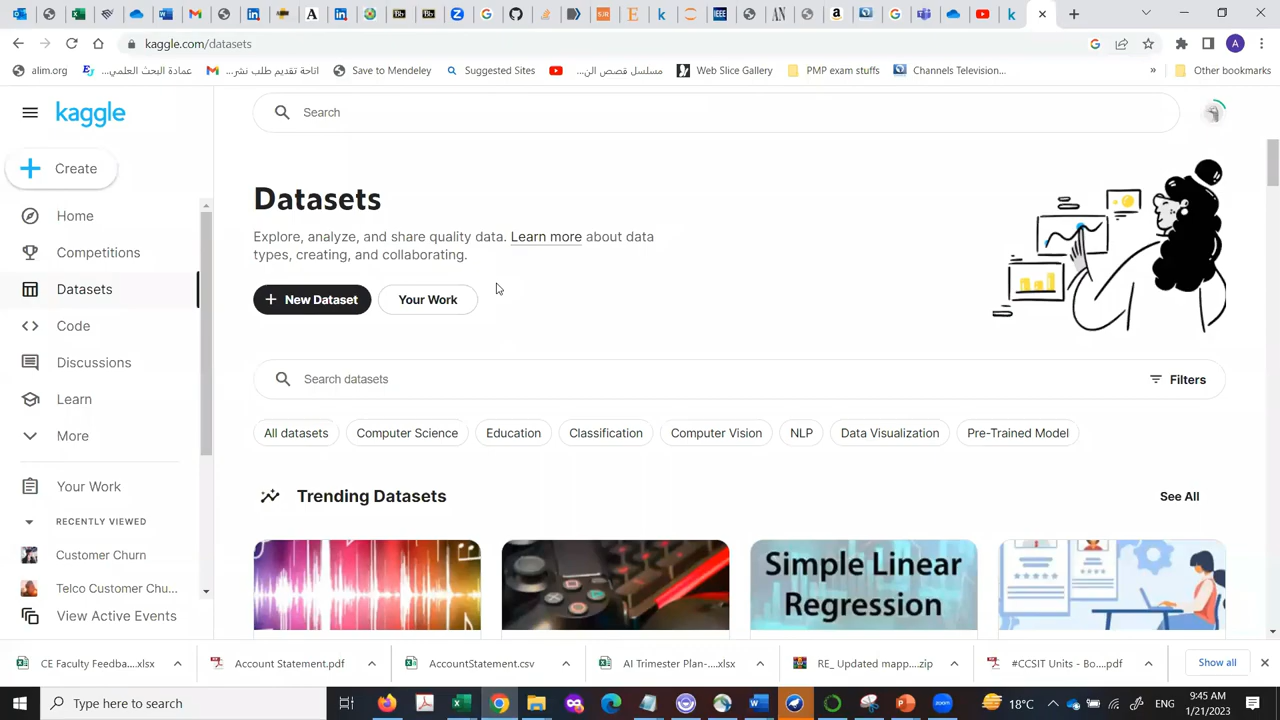 kaggle.com/datasets
alim.org
عمادة البحث العلمي...
اتاحة تقديم طلب نشر...
Save to Mendeley
Suggested Sites
مسلسل قصص الن...
Web Slice Gallery
PMP exam stuffs
Channels Television...
»
Other bookmarks
kaggle
Search
Create
Home
Competitions
Datasets
Code
Discussions
Learn
More
Your Work
RECENTLY VIEWED
Customer Churn
Telco Customer Chu...
View Active Events
Datasets
Explore, analyze, and share quality data. Learn more about data
types, creating, and collaborating.
+ New Dataset
Your Work
Search datasets
Filters
All datasets
Computer Science
Education
Classification
Computer Vision
NLP
Data Visualization
Pre-Trained Model
Trending Datasets
See All
Simple Linear
Regression
CE Faculty Feedba....xlsx
Account Statement.pdf
AccountStatement.csv
AI Trimester Plan-....xlsx
RE_ Updated mapp....zip
#CCSIT Units - Bo....pdf
Show all
Type here to search
18°C
9:45 AM
1/21/2023